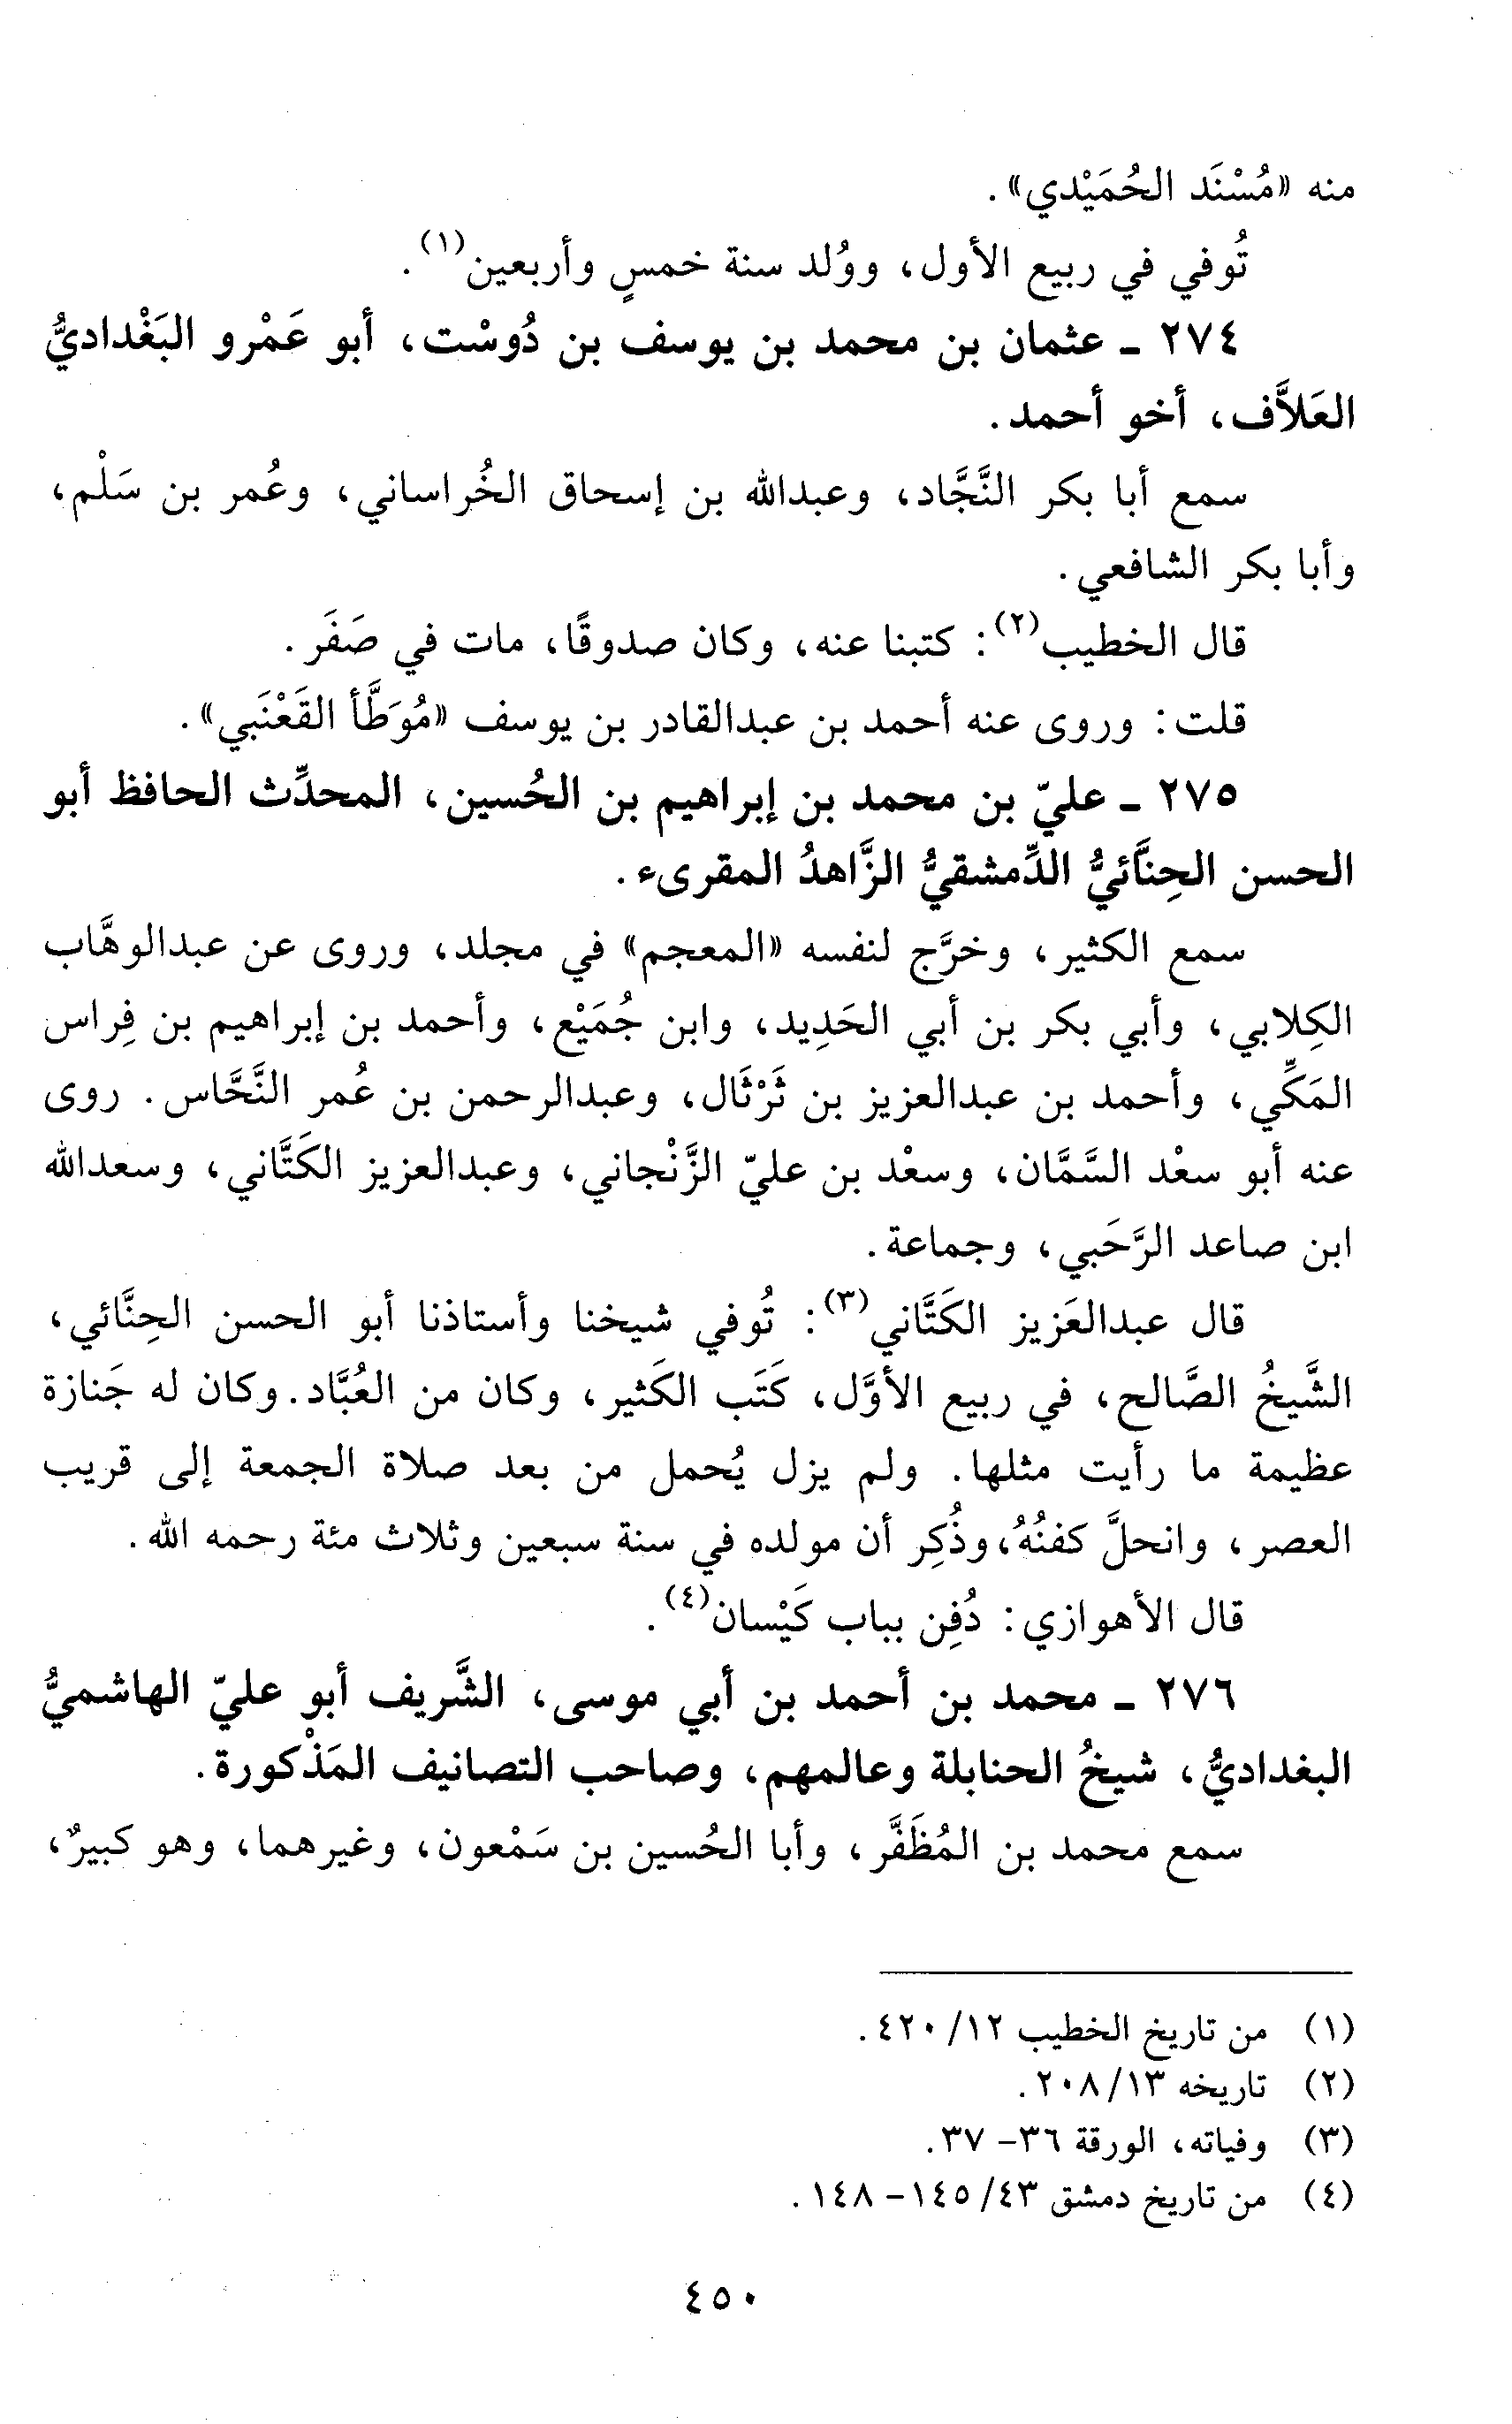 منه «مُسْنَد الحُمَيْدي».
تُوفي في ربيع الأول، ووُلد سنة خمسٍ وأربعين(١).
٢٧٤ ـ عثمان بن محمد بن يوسف بن دُوسْت، أبو عَمْرو البَغْداديُّ
العَلاَّف، أخو أحمد.
سمع أبا بكر النَّجَّاد، وعبدالله بن إسحاق الخُراساني، وعُمر بن سَلْم،
وأبا بكر الشافعي.
قال الخطيب(٢): كتبنا عنه، وكان صدوقًا، مات في صَفَر.
قلت: وروى عنه أحمد بن عبدالقادر بن يوسف «مُوَطَّأ القَعْنَبي».
٢٧٥ ـ عليّ بن محمد بن إبراهيم بن الحُسين، المحدِّث الحافظ أبو
الحسن الحِنَّائيُّ الدِّمشقيُّ الزَّاهدُ المقرىء.
سمع الكثير، وخرَّج لنفسه «المعجم» في مجلد، وروى عن عبدالوهَّاب
الكِلابي، وأبي بكر بن أبي الحَدِيد، وابن جُمَيْع، وأحمد بن إبراهيم بن فِراس
المَكِّي، وأحمد بن عبدالعزيز بن ثَرْثَال، وعبدالرحمن بن عُمر النَّحَّاس. روى
عنه أبو سعْد السَّمَّان، وسعْد بن عليّ الزَّنْجاني، وعبدالعزيز الكَتَّاني، وسعدالله
ابن صاعد الرَّحَبي، وجماعة.
قال عبدالعَزيز الكَتَّاني(٣): تُوفي شيخنا وأستاذنا أبو الحسن الحِنَّائي،
الشَّيخُ الصَّالح، في ربيع الأوَّل، كَتَب الكَثير، وكان من العُبَّاد. وكان له جَنازة
عظيمة ما رأيت مثلها. ولم يزل يُحمل من بعد صلاة الجمعة إلى قريب
العصر، وانحلَّ كفنُهُ، وذُكِر أن مولده في سنة سبعين وثلاث مئة رحمه الله.
قال الأهوازي: دُفِن بباب كَيْسان(٤).
٢٧٦ ـ محمد بن أحمد بن أبي موسى، الشَّريف أبو عليّ الهاشميُّ
البغداديُّ، شيخُ الحنابلة وعالمهم، وصاحب التصانيف المَذْكورة.
سمع محمد بن المُظَفَّر، وأبا الحُسين بن سَمْعون، وغيرهما، وهو كبيرٌ،
(١) من تاريخ الخطيب ١٢/ ٤٢٠.
(٢) تاريخه ١٣/ ٢٠٨.
(٣) وفياته، الورقة ٣٦- ٣٧.
(٤) من تاريخ دمشق ٤٣/ ١٤٥- ١٤٨.
٤٥٠